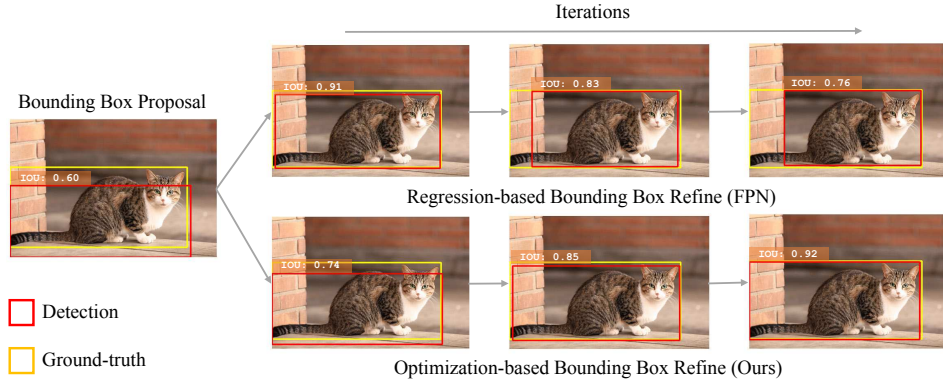 Iterations
IOU: 0.91
IOU: 0.83
IOU: 0.76
Bounding Box Proposal
IOU: 0.60
Regression-based Bounding Box Refine (FPN)
IOU: 0.74
IOU: 0.85
IOU: 0.92
Detection
Ground-truth
Optimization-based Bounding Box Refine (Ours)